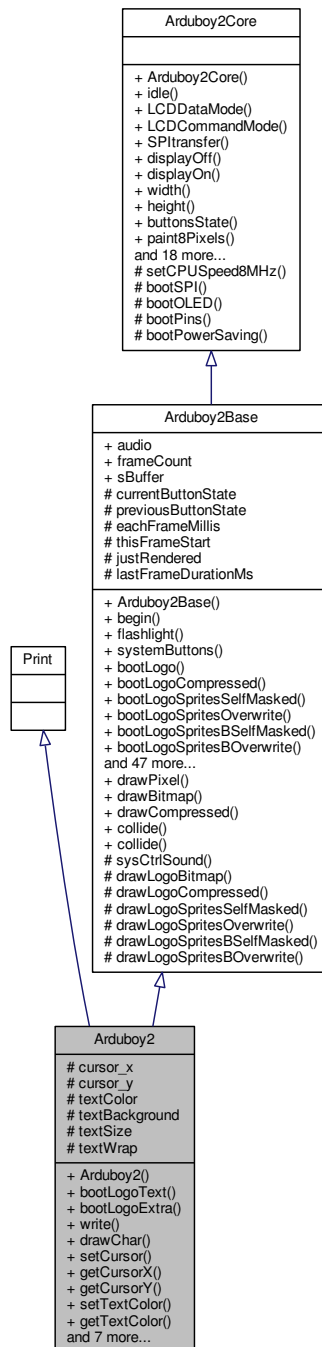 Arduboy2Core
+ Arduboy2Core()
+ idle()
+ LCDDataMode()
+ LCDCommandMode()
+ SPItransfer()
+ displayOff()
+ displayOn()
+ width()
+ height()
+ buttonsState()
+ paint8Pixels()
and 18 more...
# setCPUSpeed8MHz()
# bootSPI()
# bootOLED()
# bootPins()
# bootPowerSaving()
Arduboy2Base
+ audio
+ frameCount
+ sBuffer
# currentButtonState
# previousButtonState
# eachFrameMillis
# thisFrameStart
# justRendered
# lastFrameDurationMs
+ Arduboy2Base()
+ begin()
+ flashlight()
+ systemButtons()
+ bootLogo()
+ bootLogoCompressed()
+ bootLogoSpritesSelfMasked()
+ bootLogoSpritesOverwrite()
+ bootLogoSpritesBSelfMasked()
+ bootLogoSpritesBOverwrite()
and 47 more...
+ drawPixel()
+ drawBitmap()
+ drawCompressed()
+ collide()
+ collide()
# sysCtrlSound()
# drawLogoBitmap()
# drawLogoCompressed()
# drawLogoSpritesSelfMasked()
# drawLogoSpritesOverwrite()
# drawLogoSpritesBSelfMasked()
# drawLogoSpritesBOverwrite()
Print
Arduboy2
# cursor_x
# cursor_y
# textColor
# textBackground
# textSize
# textWrap
+ Arduboy2()
+ bootLogoText()
+ bootLogoExtra()
+ write()
+ drawChar()
+ setCursor()
+ getCursorX()
+ getCursorY()
+ setTextColor()
+ getTextColor()
and 7 more...